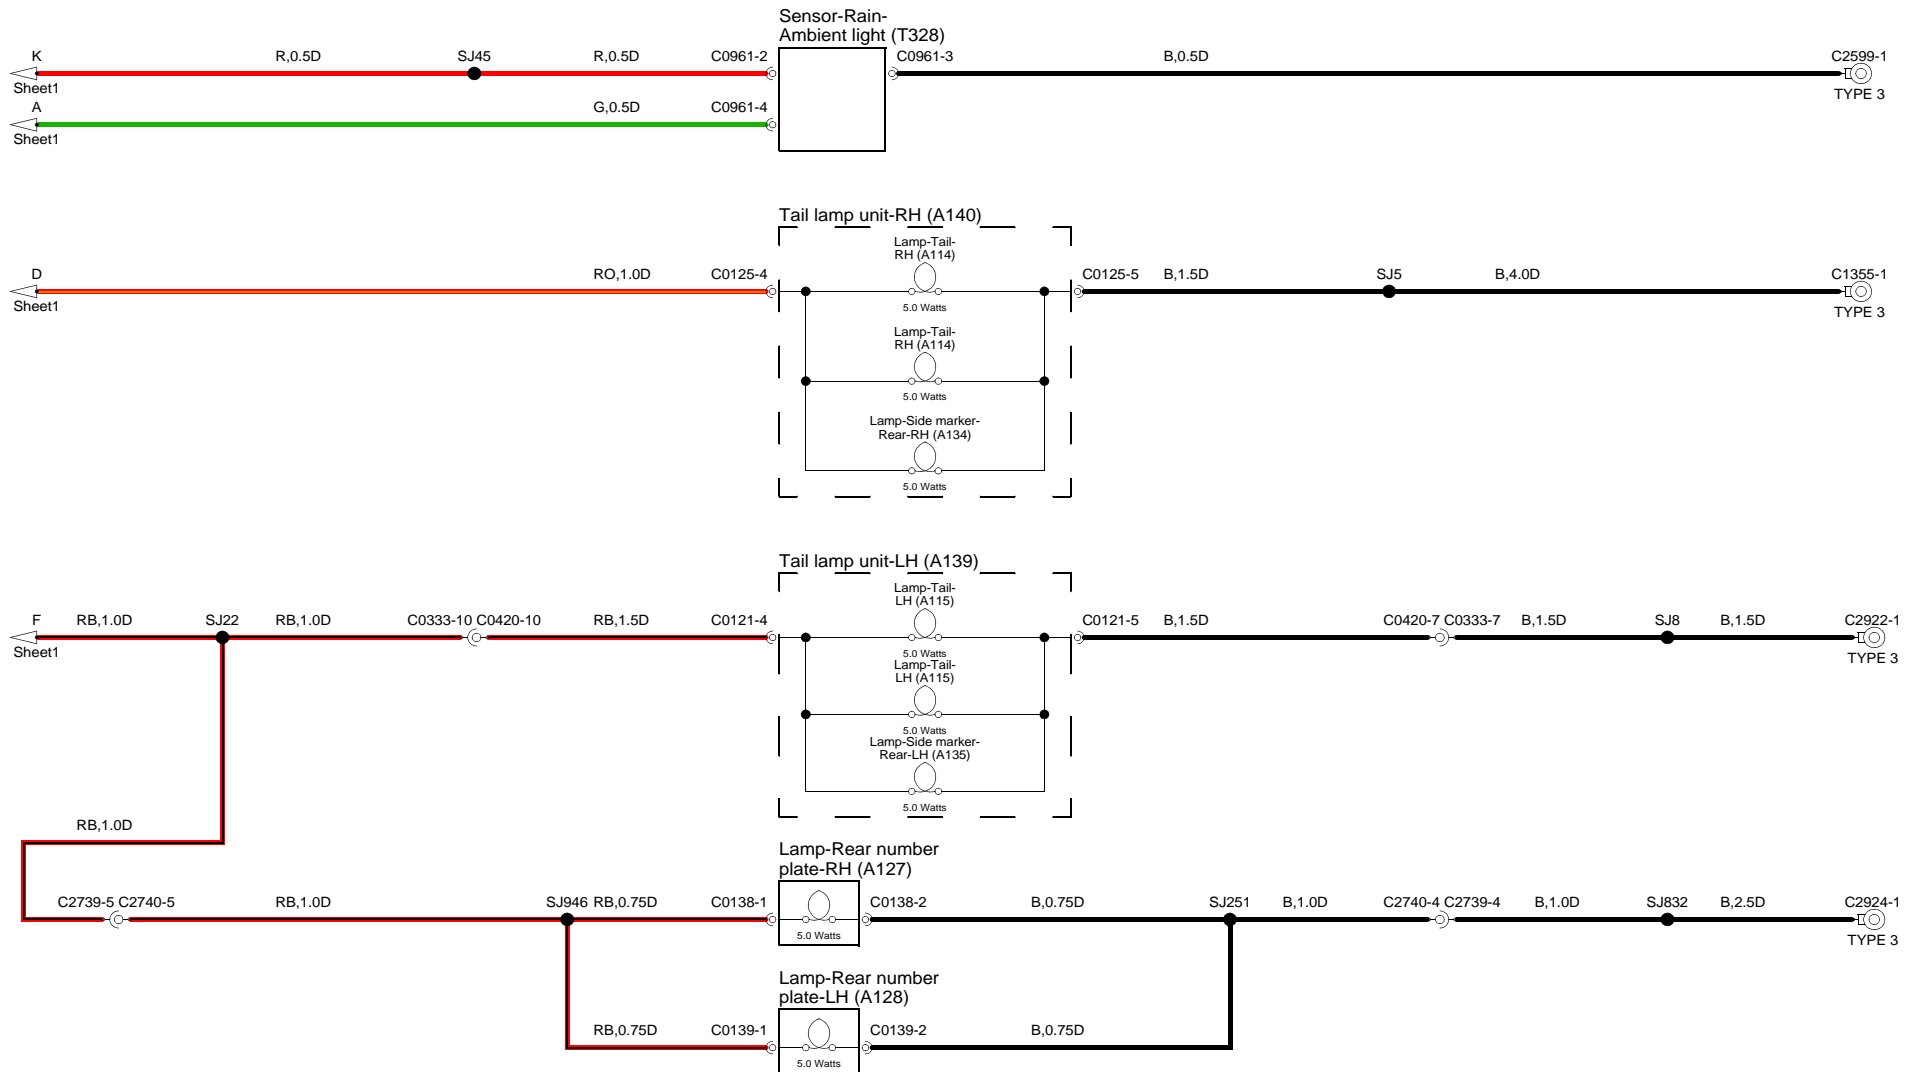 Sensor-Rain-
Ambient light (T328)
K
R,0.5D
SJ45
R,0.5D
C0961-2
C0961-3
B,0.5D
C2599-1
Sheet1
TYPE 3
A
G,0.5D
C0961-4
Sheet1
Tail lamp unit-RH (A140)
Lamp-Tail-
RH (A114)
D
RO,1.0D
C0125-4
C0125-5
B,1.5D
SJ5
B,4.0D
C1355-1
Sheet1
5.0 Watts
TYPE 3
Lamp-Tail-
RH (A114)
5.0 Watts
Lamp-Side marker-
Rear-RH (A134)
5.0 Watts
Tail lamp unit-LH (A139)
Lamp-Tail-
LH (A115)
F
RB,1.0D
SJ22
RB,1.0D
C0333-10 C0420-10
RB,1.5D
C0121-4
C0121-5
B,1.5D
C0420-7 C0333-7
B,1.5D
SJ8
B,1.5D
C2922-1
Sheet1
5.0 Watts
TYPE 3
Lamp-Tail-
LH (A115)
5.0 Watts
Lamp-Side marker-
Rear-LH (A135)
5.0 Watts
RB,1.0D
Lamp-Rear number
plate-RH (A127)
C2739-5 C2740-5
RB,1.0D
SJ946
RB,0.75D
C0138-1
C0138-2
B,0.75D
SJ251
B,1.0D
C2740-4 C2739-4
B,1.0D
SJ832
B,2.5D
C2924-1
5.0 Watts
TYPE 3
Lamp-Rear number
plate-LH (A128)
RB,0.75D
C0139-1
C0139-2
B,0.75D
5.0 Watts